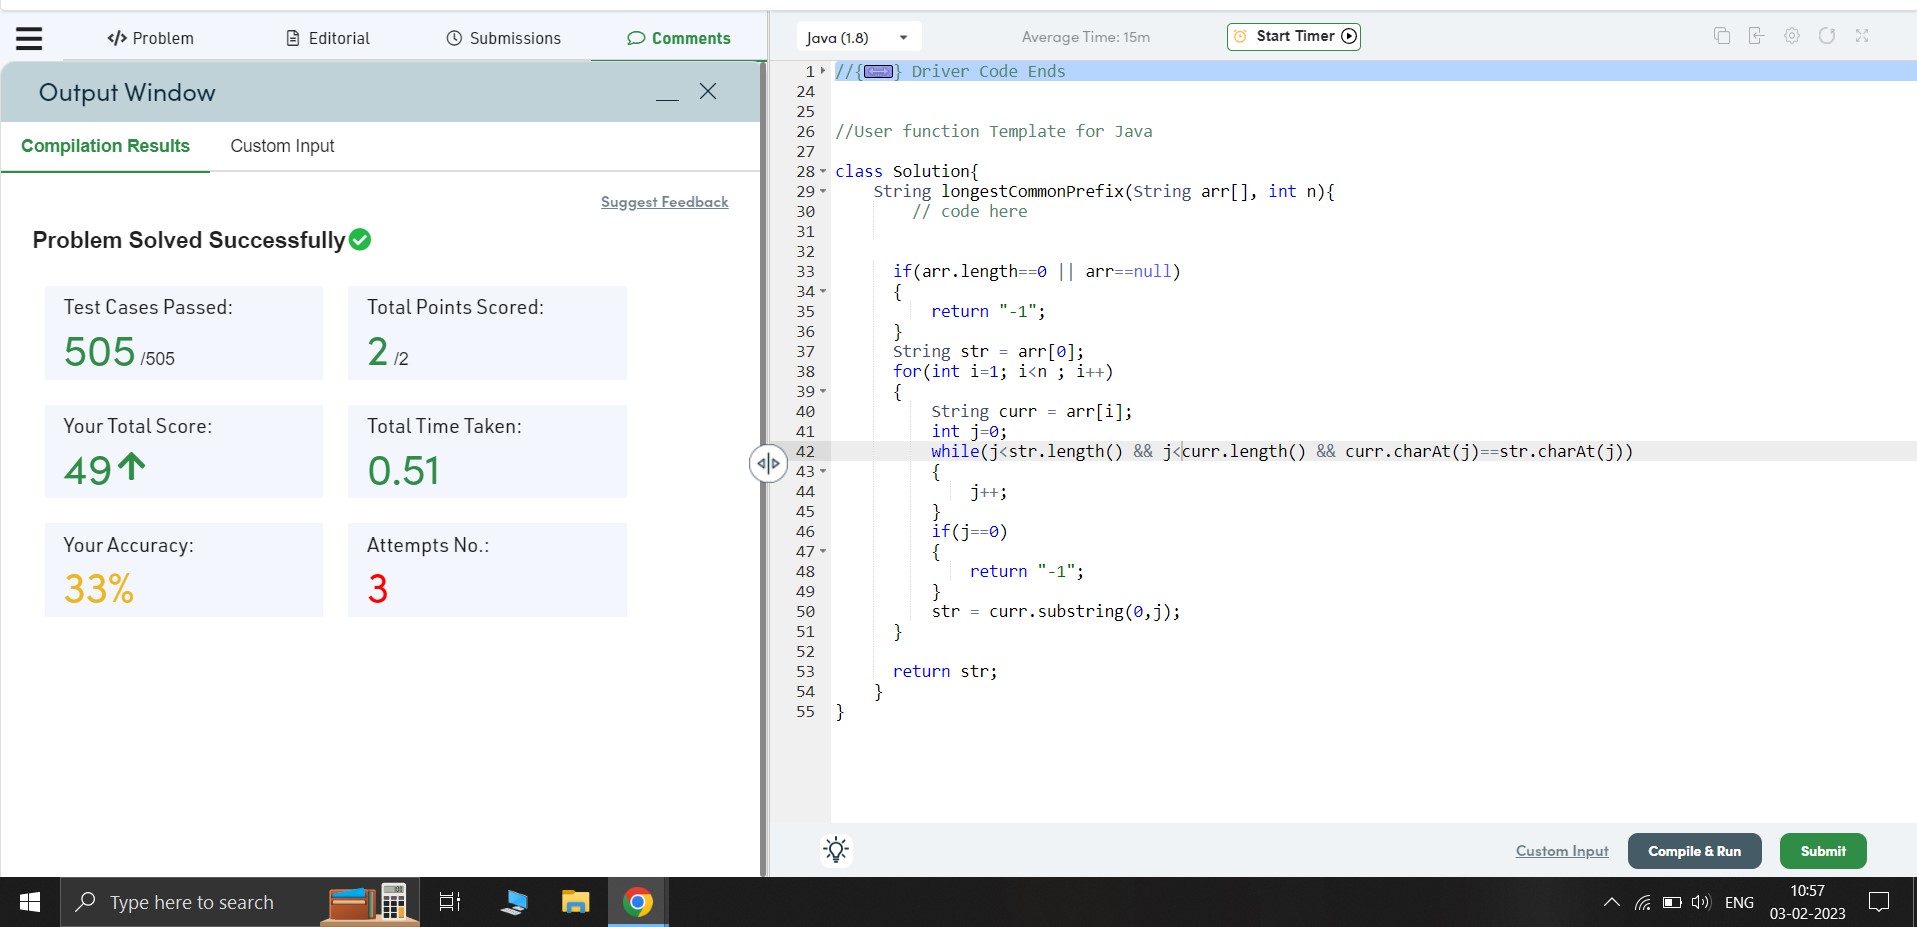 Problem
Editorial
Submissions
Comments
Java (1.8)
Average Time: 15m
Start Timer
Output Window
Compilation Results
Custom Input
Suggest Feedback
Problem Solved Successfully
Test Cases Passed:
505 /505
Total Points Scored:
2 /2
Your Total Score:
49
Total Time Taken:
0.51
Your Accuracy:
33%
Attempts No.:
3
1 //{ } Driver Code Ends
24
25
26 //User function Template for Java
27
28 class Solution{
29 String longestCommonPrefix(String arr[], int n){
30 // code here
31
32
33 if(arr.length==0 || arr==null)
34 {
35 return "-1";
36 }
37 String str = arr[0];
38 for(int i=1; i<n ; i++)
39 {
40 String curr = arr[i];
41 int j=0;
42 while(j<str.length() && j<curr.length() && curr.charAt(j)==str.charAt(j))
43 {
44 j++;
45 }
46 if(j==0)
47 {
48 return "-1";
49 }
50 str = curr.substring(0,j);
51 }
52
53 return str;
54 }
55 }
Custom Input
Compile & Run
Submit
Type here to search
ENG
10:57
03-02-2023